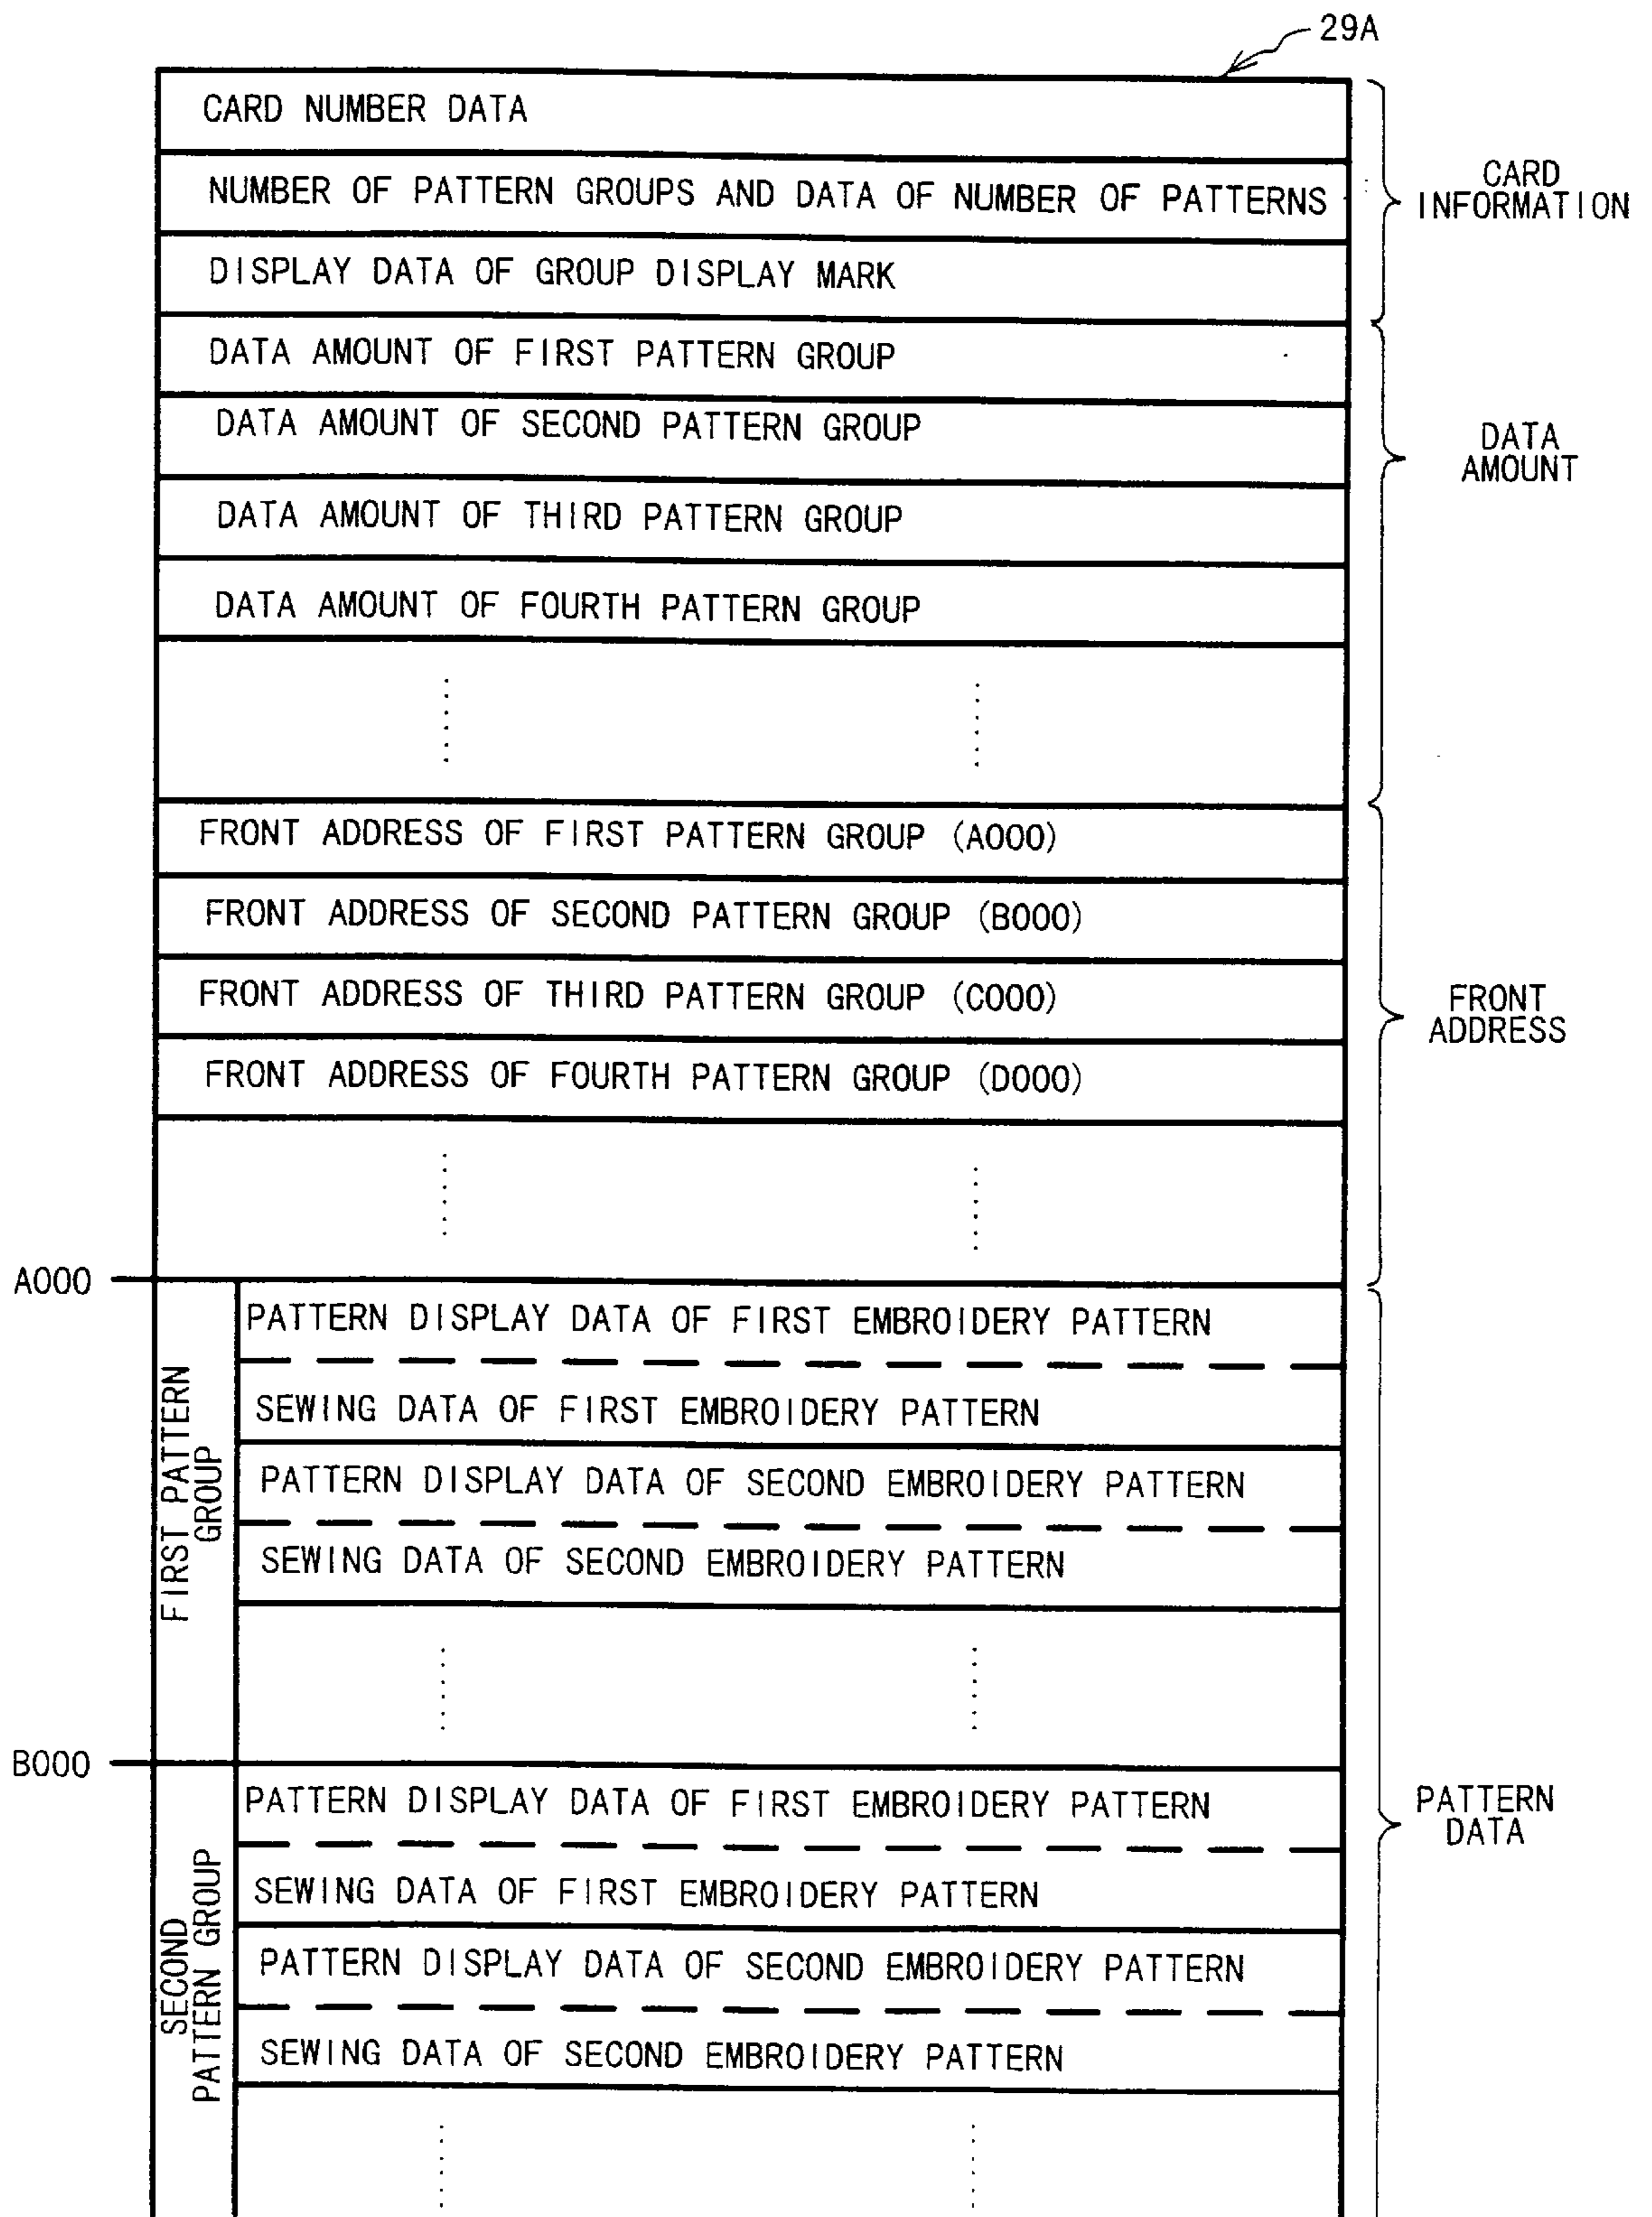 29A
CARD NUMBER DATA
NUMBER OF PATTERN GROUPS AND DATA OF NUMBER OF PATTERNS
DISPLAY DATA OF GROUP DISPLAY MARK
CARD
INFORMATION
DATA AMOUNT OF FIRST PATTERN GROUP
DATA AMOUNT OF SECOND PATTERN GROUP
DATA AMOUNT OF THIRD PATTERN GROUP
DATA AMOUNT OF FOURTH PATTERN GROUP
DATA
AMOUNT
FRONT ADDRESS OF FIRST PATTERN GROUP (A000)
FRONT ADDRESS OF SECOND PATTERN GROUP (B000)
FRONT ADDRESS OF THIRD PATTERN GROUP (C000)
FRONT ADDRESS OF FOURTH PATTERN GROUP (D000)
FRONT
ADDRESS
A000
FIRST PATTERN
GROUP
PATTERN DISPLAY DATA OF FIRST EMBROIDERY PATTERN
SEWING DATA OF FIRST EMBROIDERY PATTERN
PATTERN DISPLAY DATA OF SECOND EMBROIDERY PATTERN
SEWING DATA OF SECOND EMBROIDERY PATTERN
B000
SECOND
PATTERN GROUP
PATTERN DISPLAY DATA OF FIRST EMBROIDERY PATTERN
SEWING DATA OF FIRST EMBROIDERY PATTERN
PATTERN DISPLAY DATA OF SECOND EMBROIDERY PATTERN
SEWING DATA OF SECOND EMBROIDERY PATTERN
PATTERN
DATA